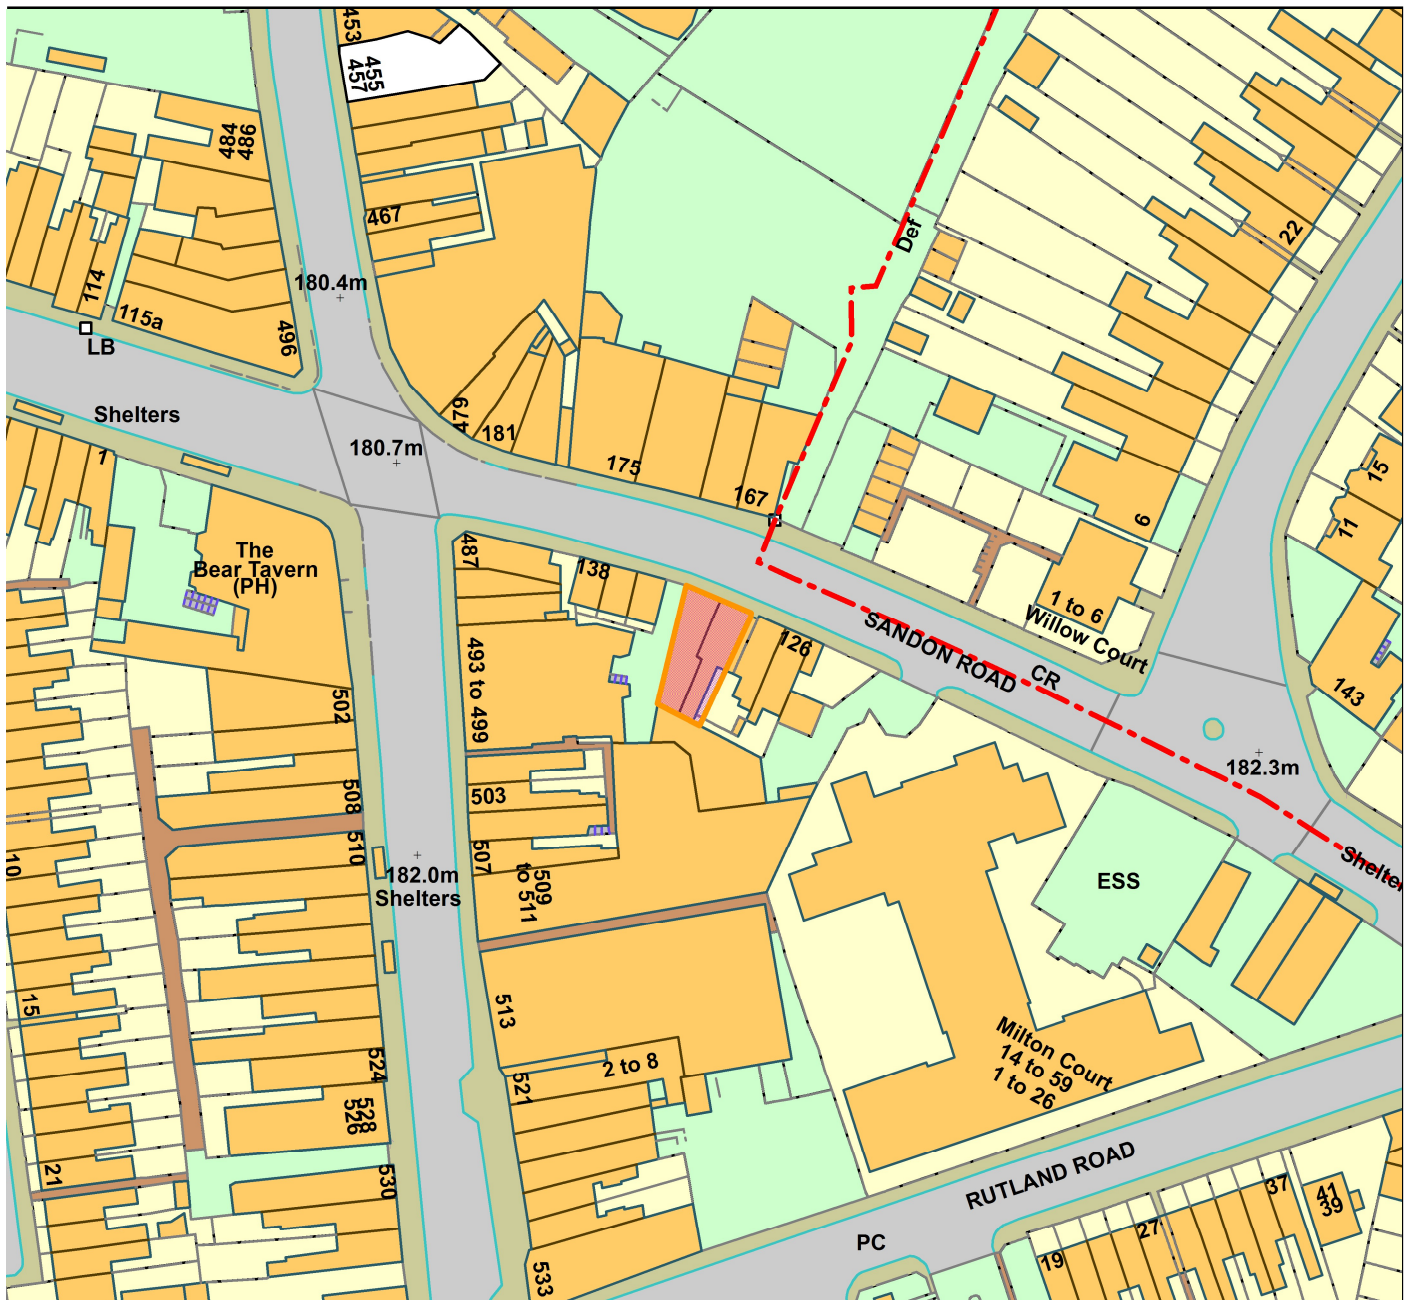 453
455
457
484
486
467
Def
22
114
115a
LB
496
180.4m
Shelters
479
181
180.7m
175
167
1
15
11
6
The
Bear Tavern
(PH)
487
138
1 to 6
Willow Court
126
SANDON ROAD
CR
143
493 to 499
502
182.3m
508
503
510
507
509
to 511
182.0m
Shelters
10
ESS
Shelte
15
513
Milton Court
14 to 59
1 to 26
2 to 8
524
521
528
526
21
530
RUTLAND ROAD
PC
533
19
27
37
41
39